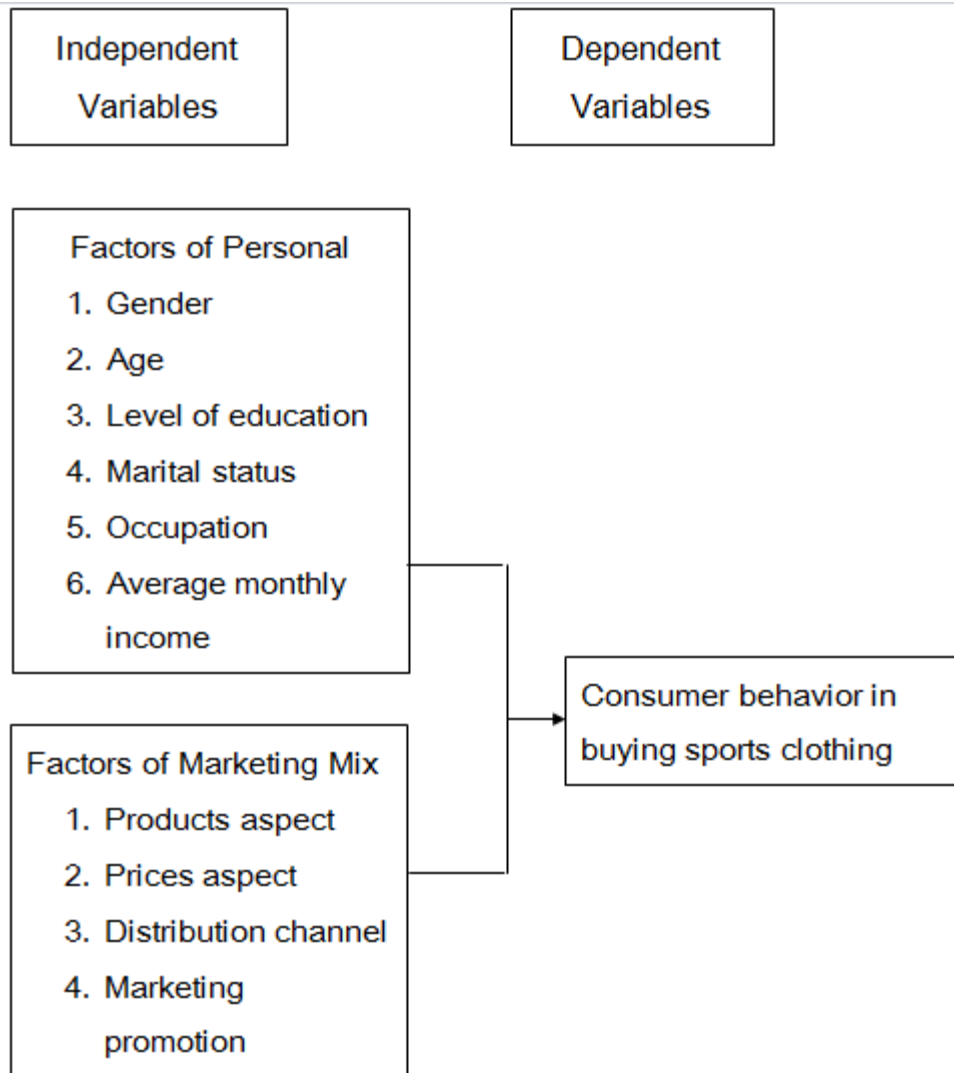 Independent
Variables
Dependent
Variables
Factors of Personal
1. Gender
2. Age
3. Level of education
4. Marital status
5. Occupation
6. Average monthly
income
Factors of Marketing Mix
1. Products aspect
2. Prices aspect
3. Distribution channel
4. Marketing
promotion
Consumer behavior in
buying sports clothing